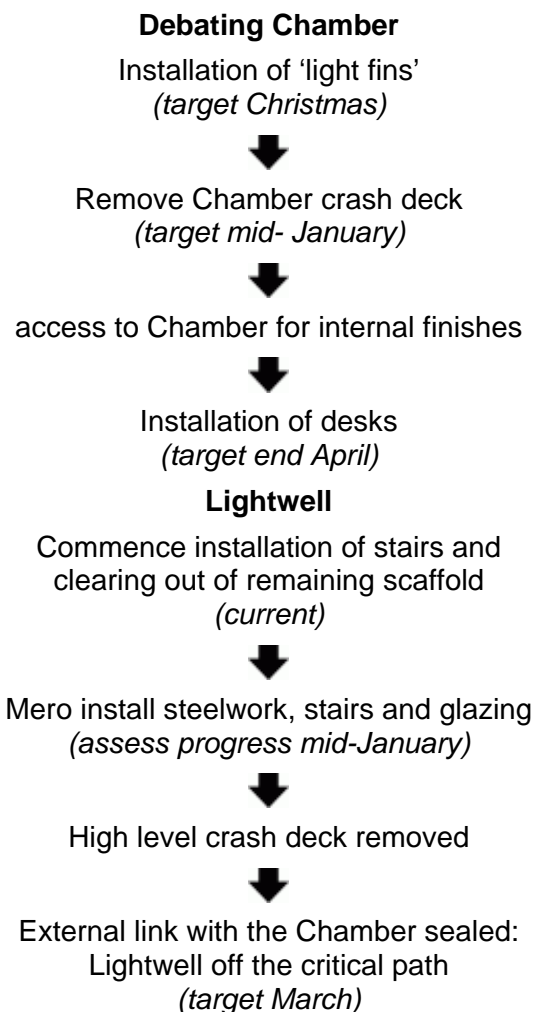 Debating Chamber
Installation of ‘light fins’
(target Christmas)
Remove Chamber crash deck
(target mid- January)
access to Chamber for internal finishes
Installation of desks
(target end April)
Lightwell
Commence installation of stairs and
clearing out of remaining scaffold
(current)
Mero install steelwork, stairs and glazing
(assess progress mid-January)
High level crash deck removed
External link with the Chamber sealed:
Lightwell off the critical path
(target March)